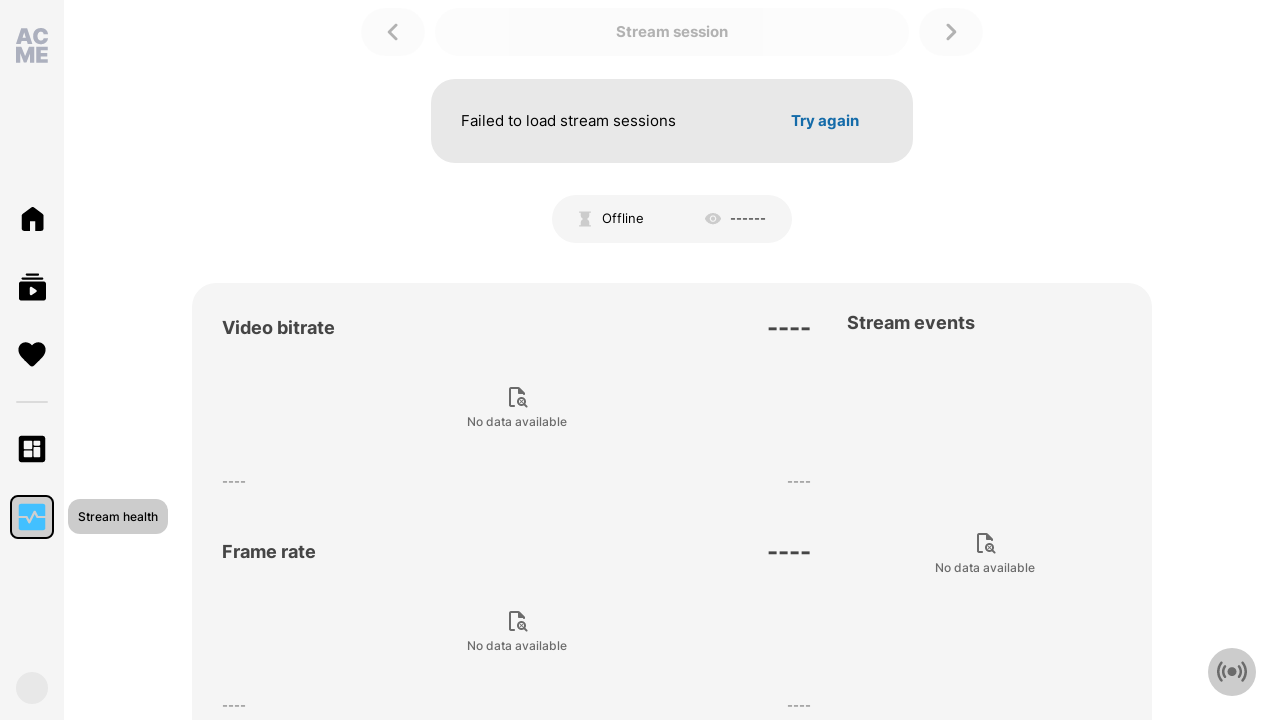 AC
ME
Stream session
Failed to load stream sessions
Try again
Offline
------
Video bitrate
----
Stream events
No data available
----
----
Stream health
Frame rate
----
No data available
No data available
----
----